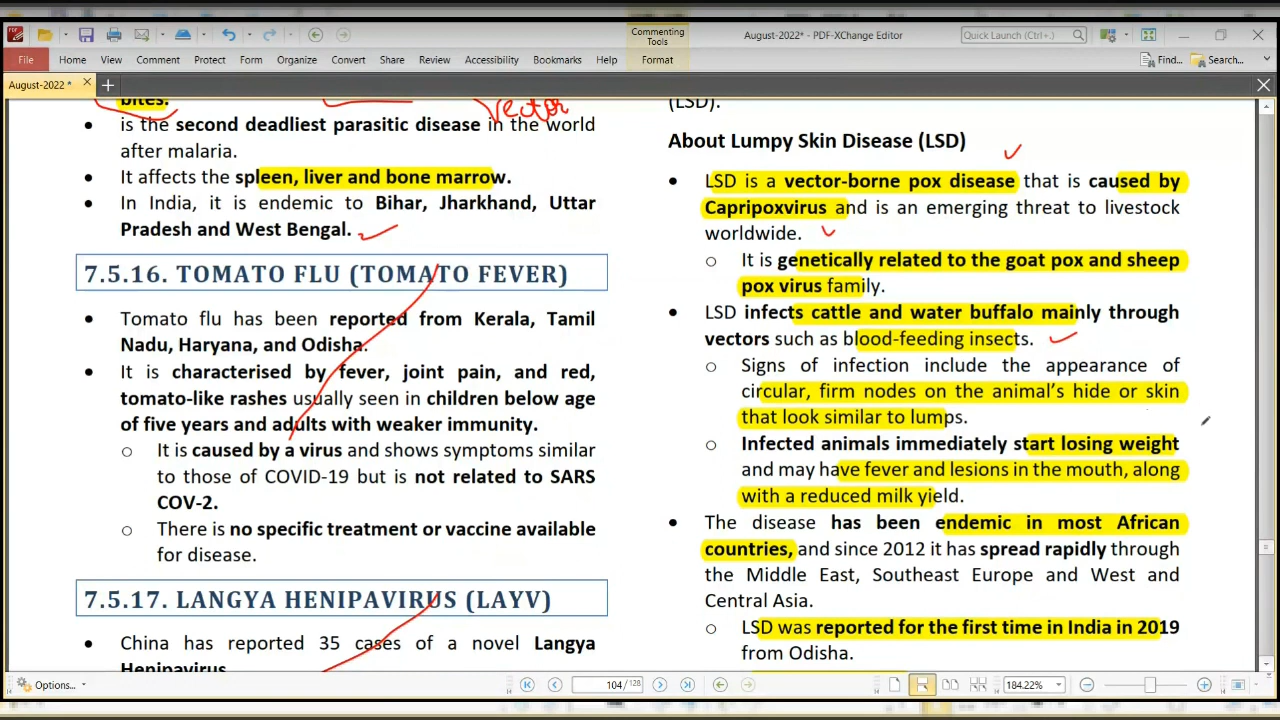 Commenting Tools
August-2022* - PDF-XChange Editor
Quick Launch (Ctrl+.)
File Home View Comment Protect Form Organize Convert Share Review Accessibility Bookmarks Help Format
Find... Search...
August-2022 *
bites.
vector
• is the second deadliest parasitic disease in the world
after malaria.
• It affects the spleen, liver and bone marrow.
• In India, it is endemic to Bihar, Jharkhand, Uttar
Pradesh and West Bengal.
7.5.16. TOMATO FLU (TOMATO FEVER)
• Tomato flu has been reported from Kerala, Tamil
Nadu, Haryana, and Odisha.
• It is characterised by fever, joint pain, and red,
tomato-like rashes usually seen in children below age
of five years and adults with weaker immunity.
o It is caused by a virus and shows symptoms similar
to those of COVID-19 but is not related to SARS
COV-2.
o There is no specific treatment or vaccine available
for disease.
7.5.17. LANGYA HENIPAVIRUS (LAYV)
• China has reported 35 cases of a novel Langya
Henipavirus.
(LSD).
About Lumpy Skin Disease (LSD)
• LSD is a vector-borne pox disease that is caused by
Capripoxvirus and is an emerging threat to livestock
worldwide.
o It is genetically related to the goat pox and sheep
pox virus family.
• LSD infects cattle and water buffalo mainly through
vectors such as blood-feeding insects.
o Signs of infection include the appearance of
circular, firm nodes on the animal's hide or skin
that look similar to lumps.
o Infected animals immediately start losing weight
and may have fever and lesions in the mouth, along
with a reduced milk yield.
• The disease has been endemic in most African
countries, and since 2012 it has spread rapidly through
the Middle East, Southeast Europe and West and
Central Asia.
o LSD was reported for the first time in India in 2019
from Odisha.
Options...
104 / 128
184.22%